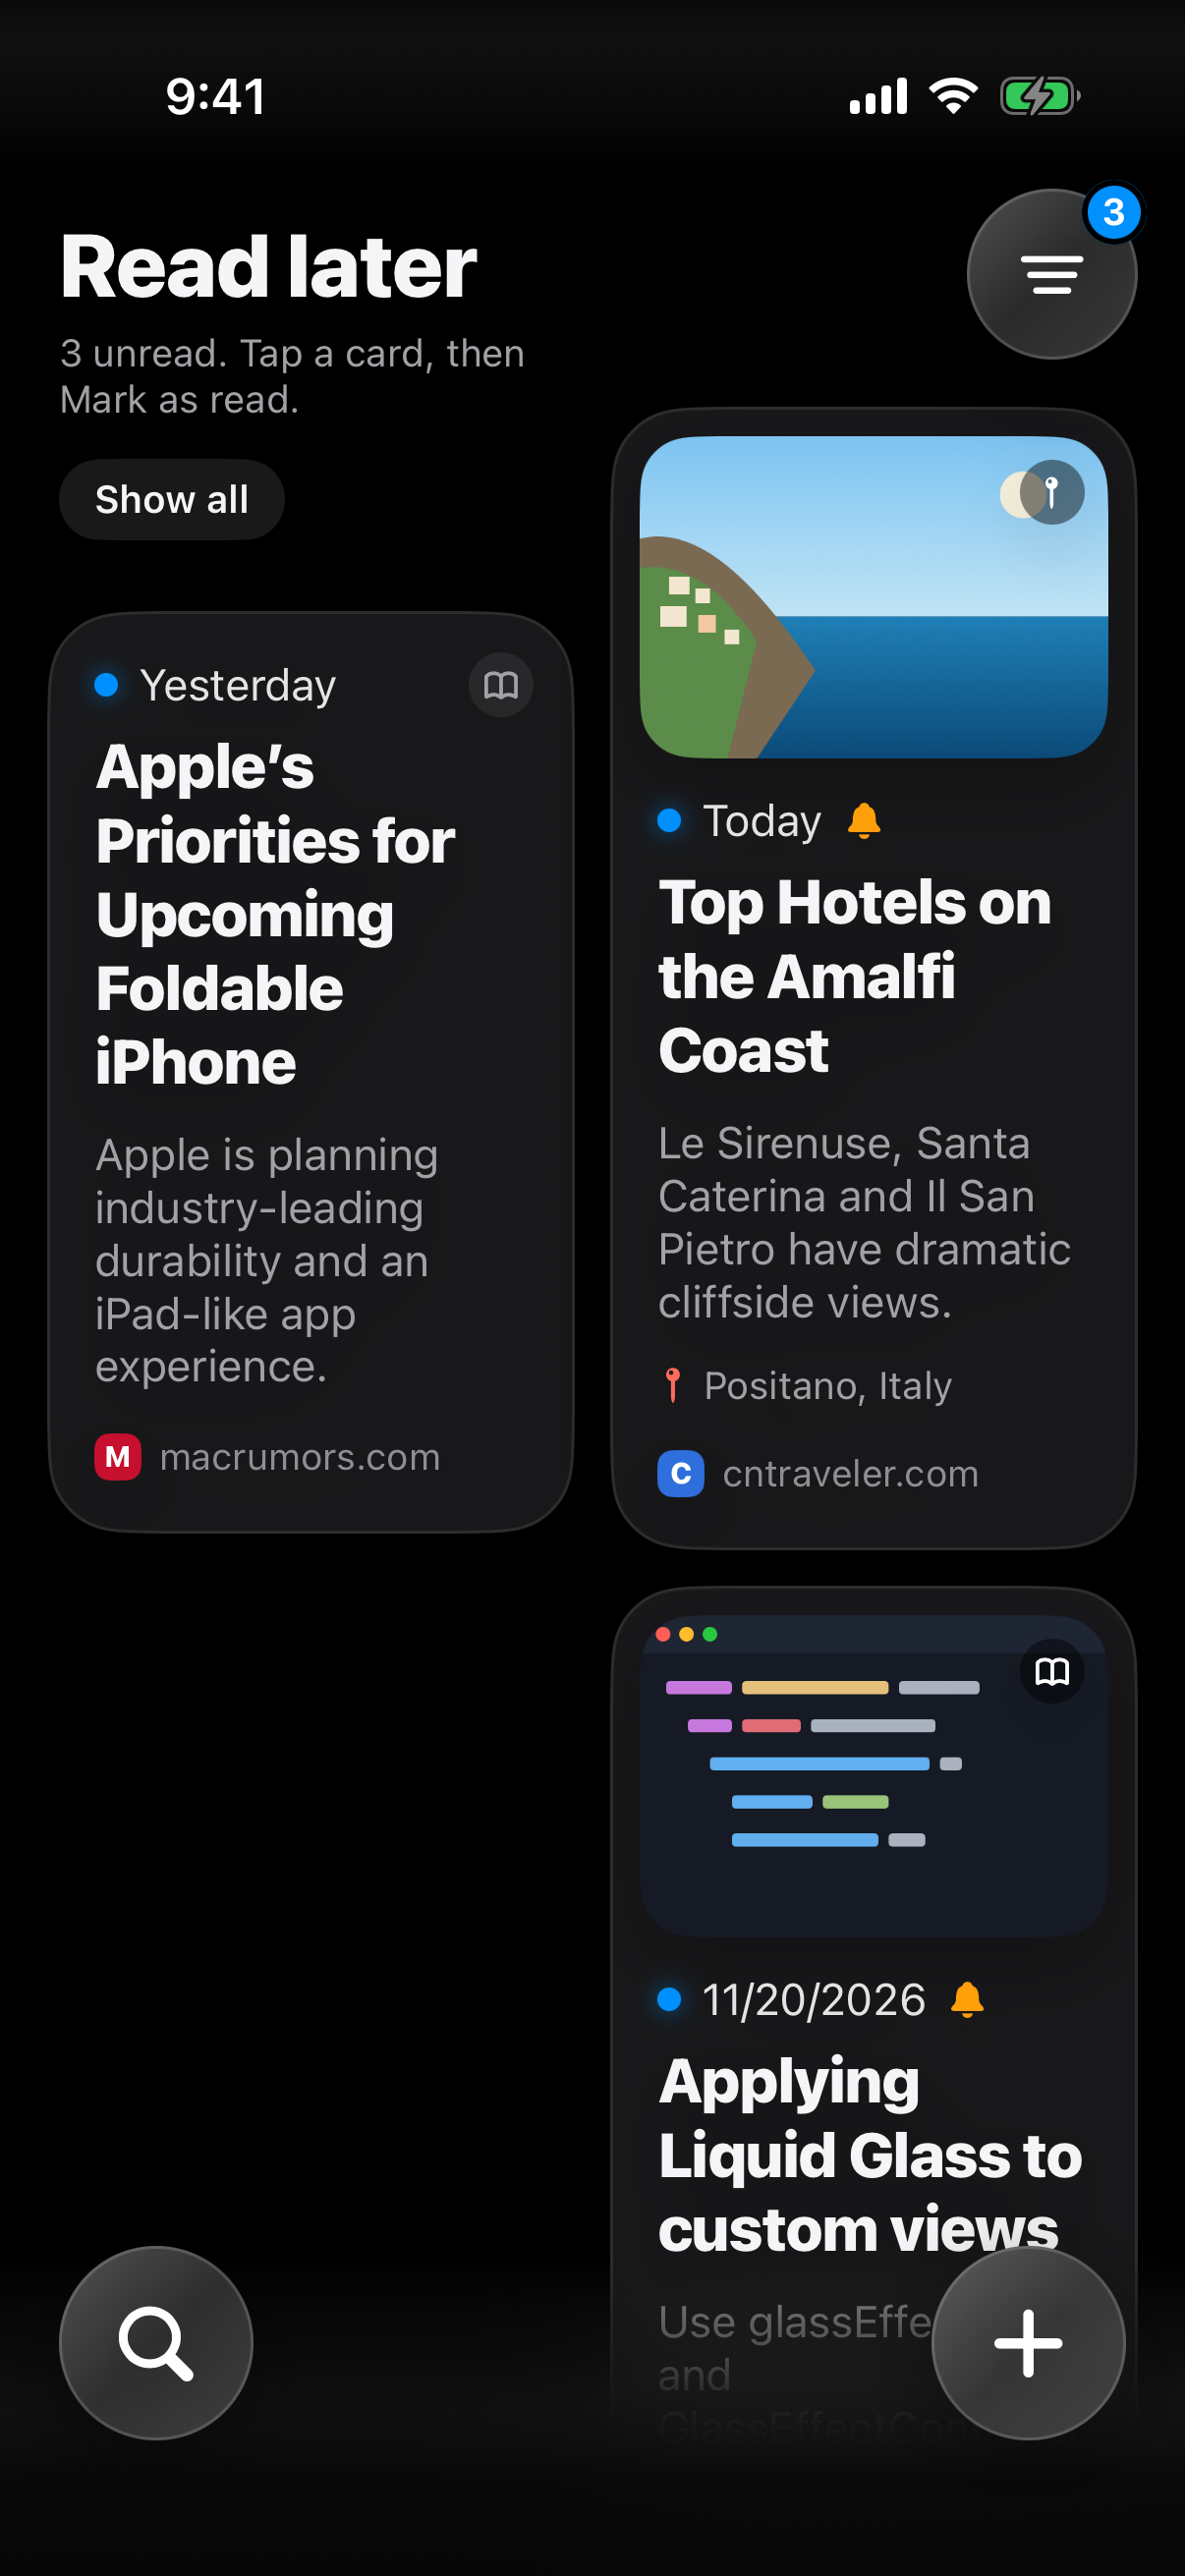 9:41
3
Read later
3 unread. Tap a card, then
Mark as read.
Show all
Yesterday
Apple’s
Priorities for
Upcoming
Foldable
iPhone
Apple is planning
industry-leading
durability and an
iPad-like app
experience.
M macrumors.com
Today
Top Hotels on
the Amalfi
Coast
Le Sirenuse, Santa
Caterina and Il San
Pietro have dramatic
cliffside views.
Positano, Italy
C cntraveler.com
11/20/2026
Applying
Liquid Glass to
custom views
Use glassEffe
and
GlassEffectCon